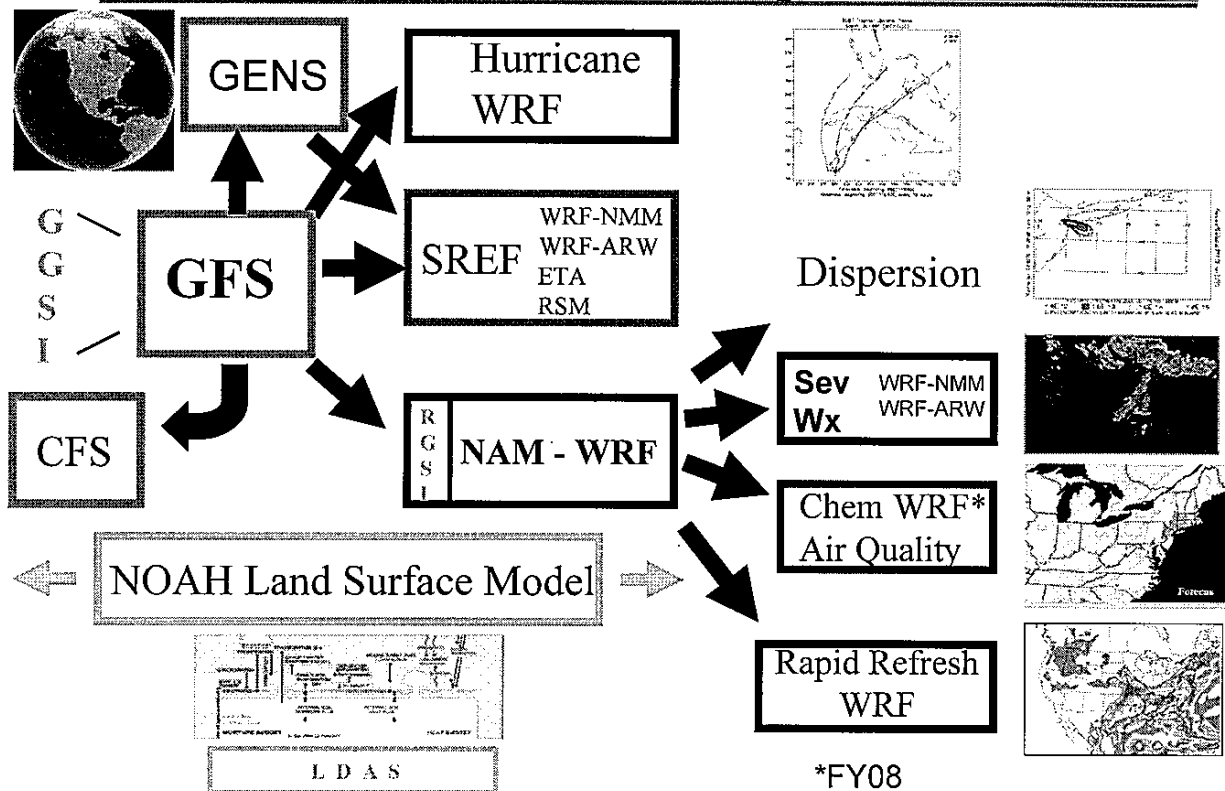 GENS
Hurricane
WRF
G
G
S
I
GFS
SREF
WRF-NMM
WRF-ARW
ETA
RSM
Dispersion
CFS
R
G
S
I
NAM - WRF
Sev
Wx
WRF-NMM
WRF-ARW
Chem WRF*
Air Quality
Forecas
NOAH Land Surface Model
Rapid Refresh
WRF
L D A S
*FY08